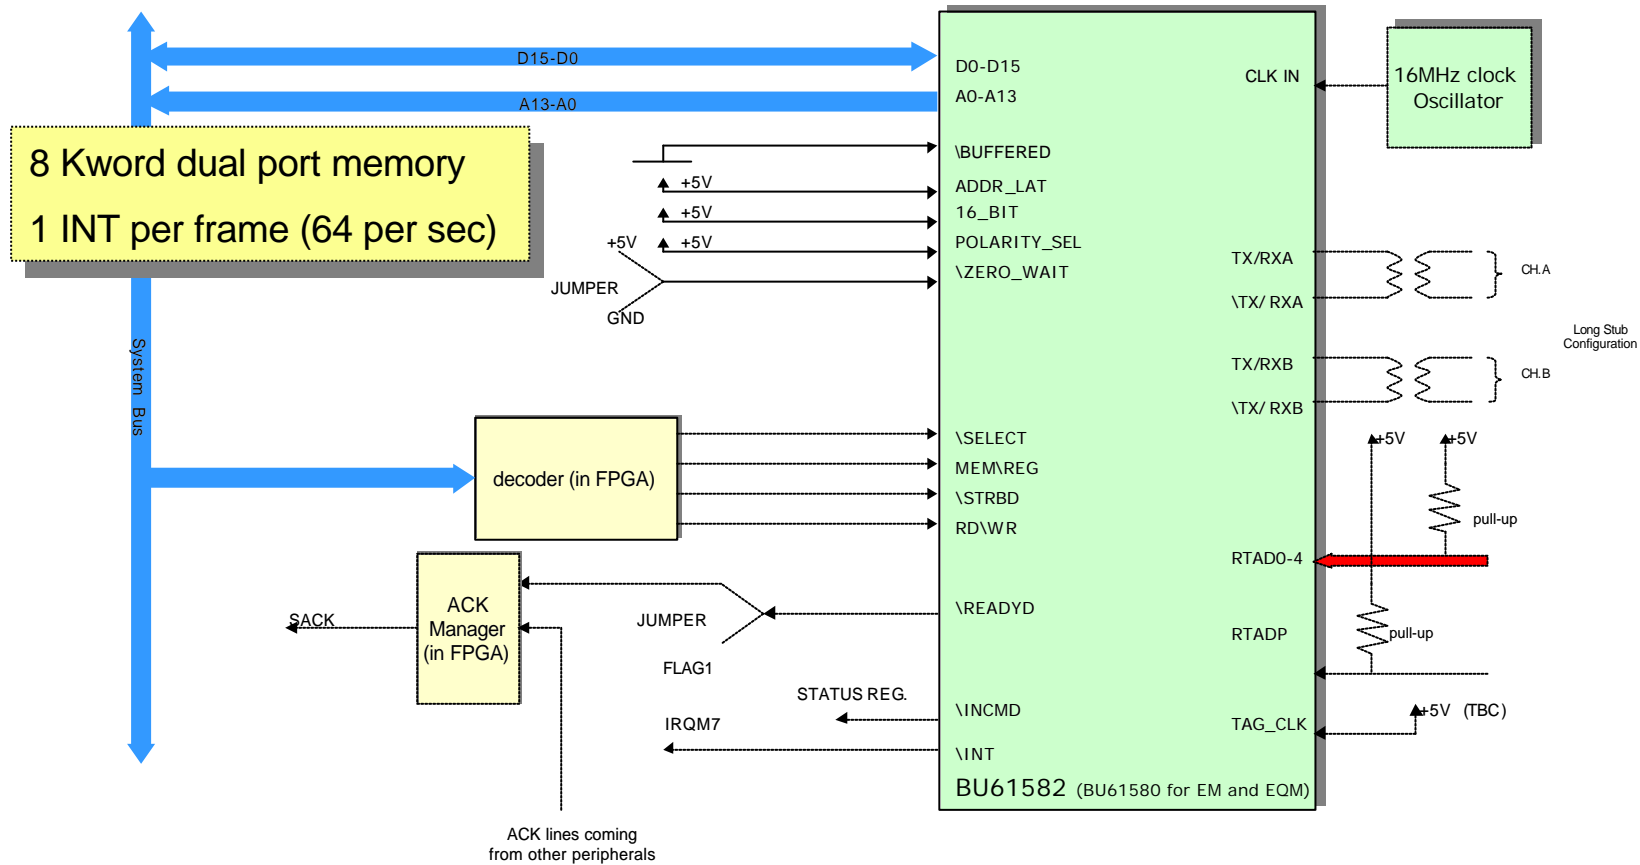 D15-D0
A13-A0
8 Kword dual port memory
1 INT per frame (64 per sec)
System Bus
+5V
+5V
+5V
+5V
JUMPER
GND
decoder (in FPGA)
ACK
Manager
(in FPGA)
SACK
JUMPER
FLAG1
STATUS REG.
IRQM7
ACK lines coming
from other peripherals
D0-D15
A0-A13
\BUFFERED
ADDR_LAT
16_BIT
POLARITY_SEL
\ZERO_WAIT
\SELECT
MEM\REG
\STRBD
RD\WR
\READYD
\INCMD
\INT
BU61582 (BU61580 for EM and EQM)
CLK IN
TX/RXA
\TX/ RXA
TX/RXB
\TX/ RXB
RTAD0-4
RTADP
TAG_CLK
16MHz clock
Oscillator
CH.A
Long Stub
Configuration
CH.B
+5V
+5V
pull-up
pull-up
+5V (TBC)